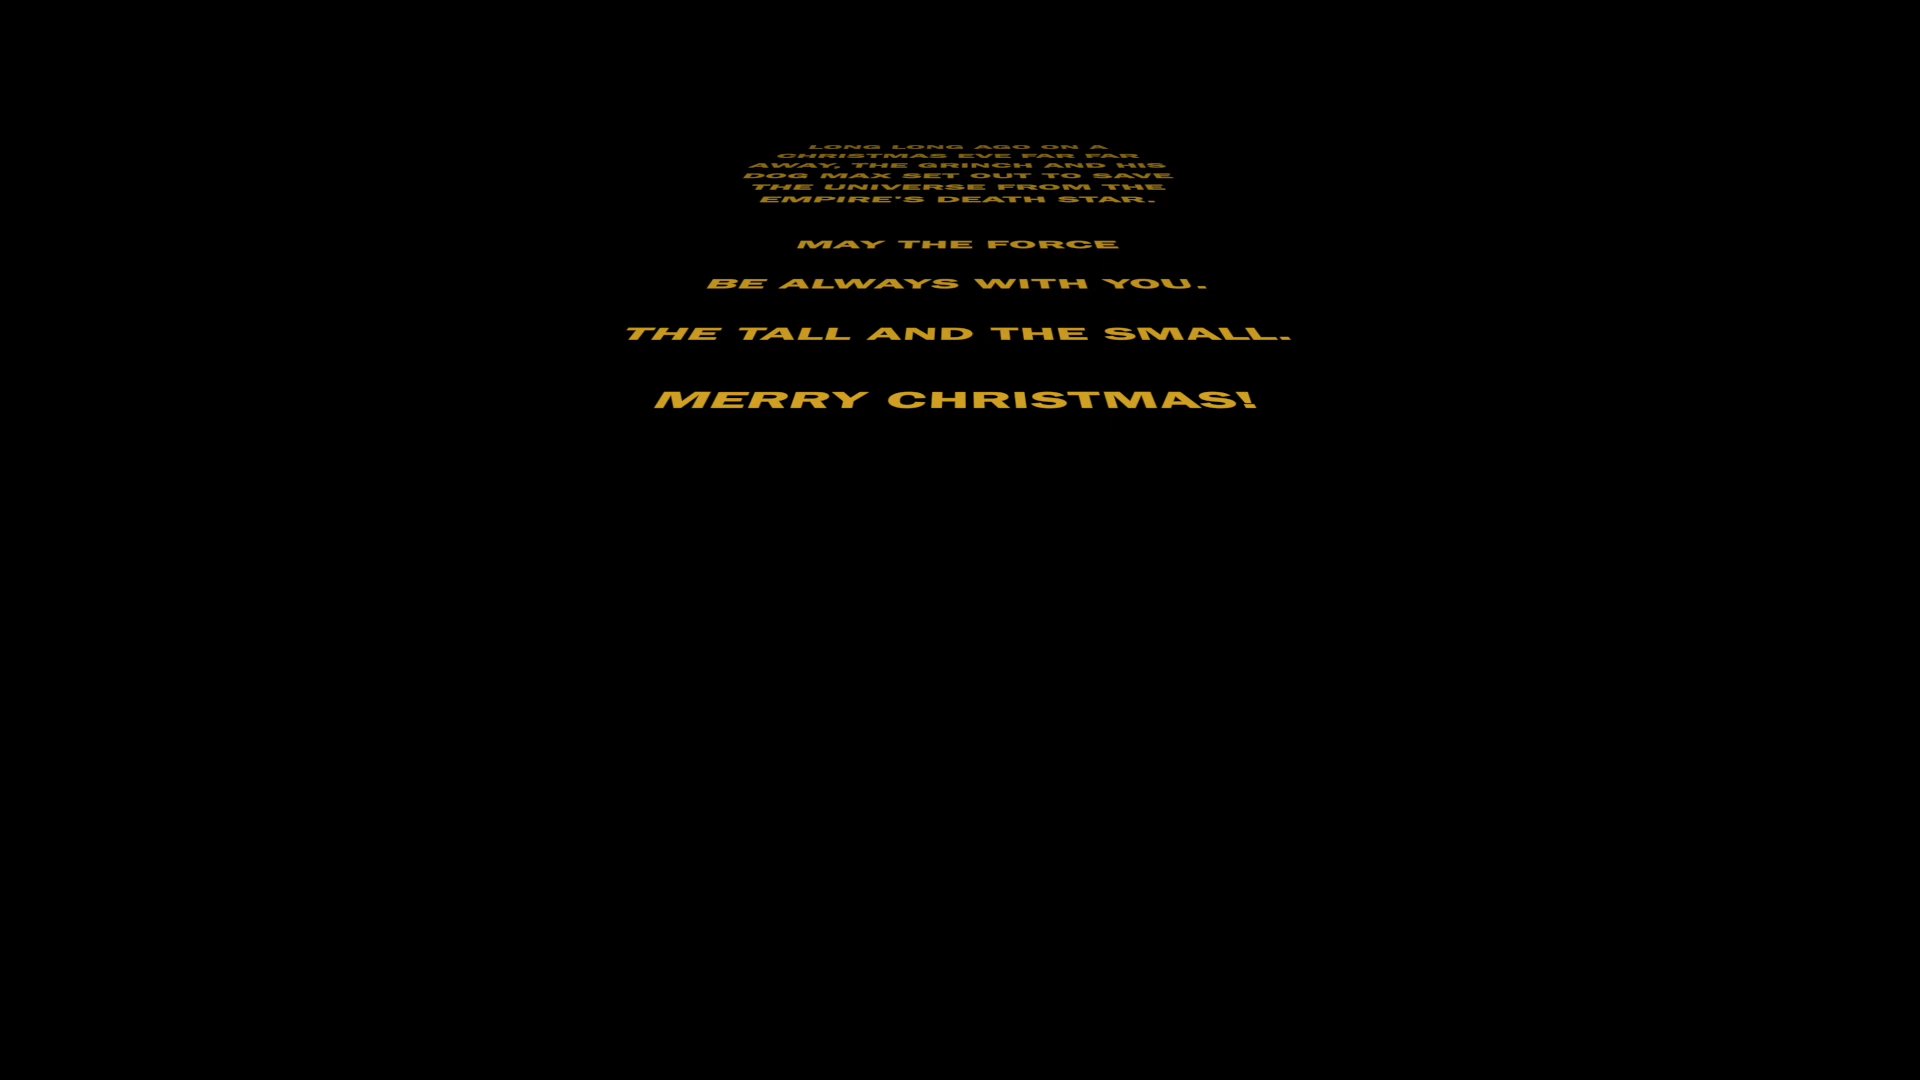 LONG LONG AGO ON A
CHRISTMAS EVE FAR FAR
AWAY, THE GRINCH AND HIS
DOG MAX SET OUT TO SAVE
THE UNIVERSE FROM THE
EMPIRE'S DEATH STAR.
MAY THE FORCE
BE ALWAYS WITH YOU.
THE TALL AND THE SMALL.
MERRY CHRISTMAS!